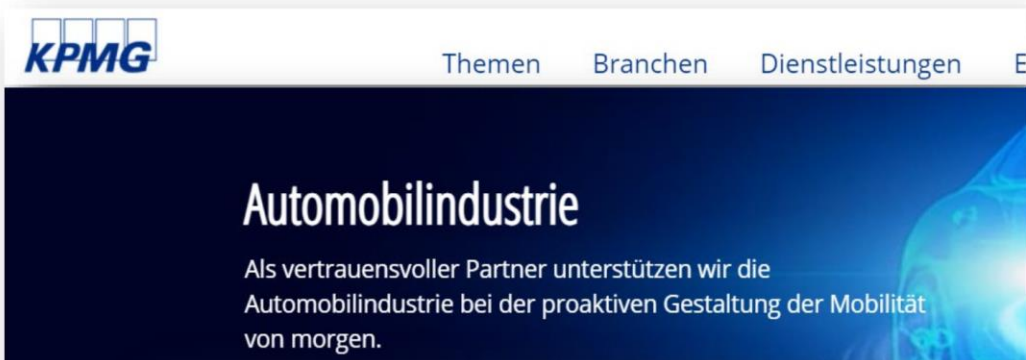 KPMG
Themen Branchen Dienstleistungen E
Automobilindustrie
Als vertrauensvoller Partner unterstützen wir die
Automobilindustrie bei der proaktiven Gestaltung der Mobilität
von morgen.